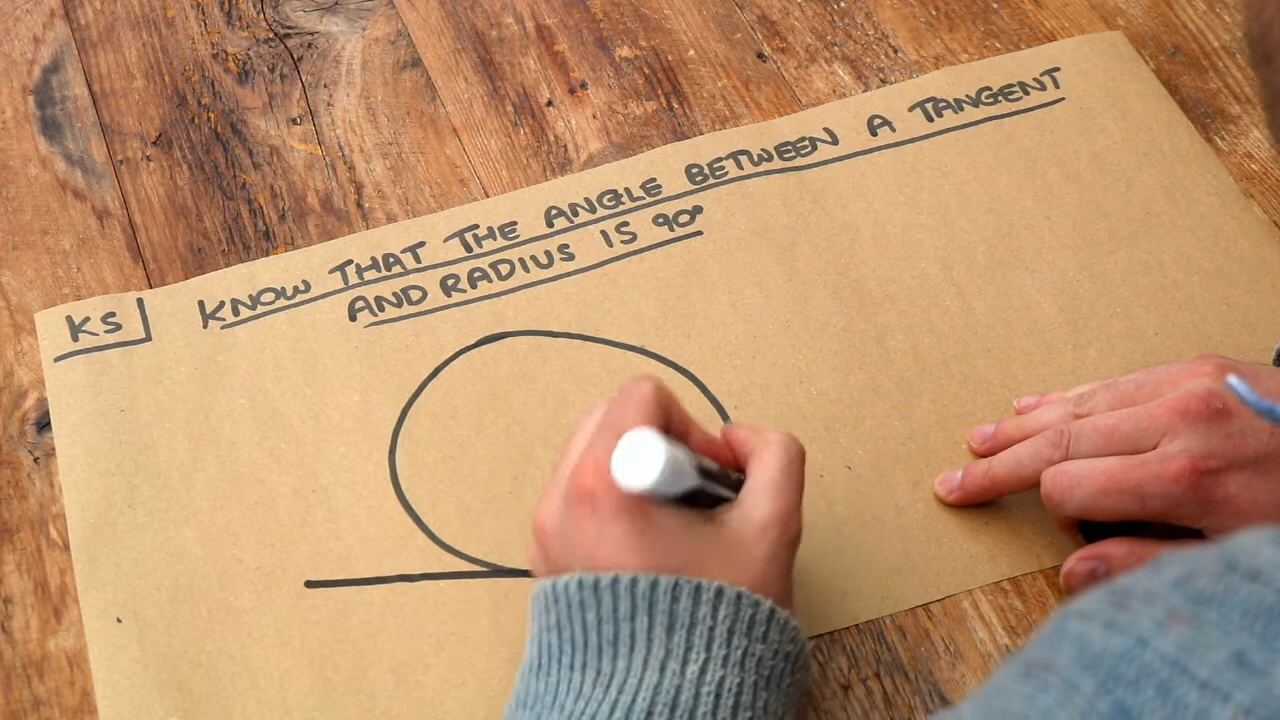 KS
KNOW THAT THE ANGLE BETWEEN A TANGENT
AND RADIUS IS 90°